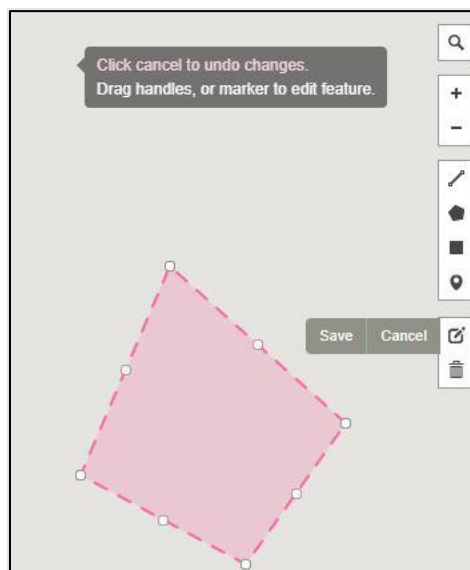 Click cancel to undo changes.
Drag handles, or marker to edit feature.
Save Cancel